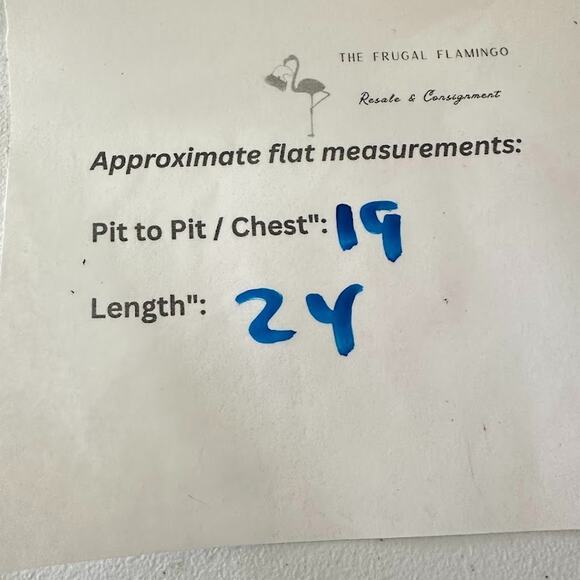 THE FRUGAL FLAMINGO
Resale & Consignment
Approximate flat measurements:
Pit to Pit / Chest": 19
Length": 24